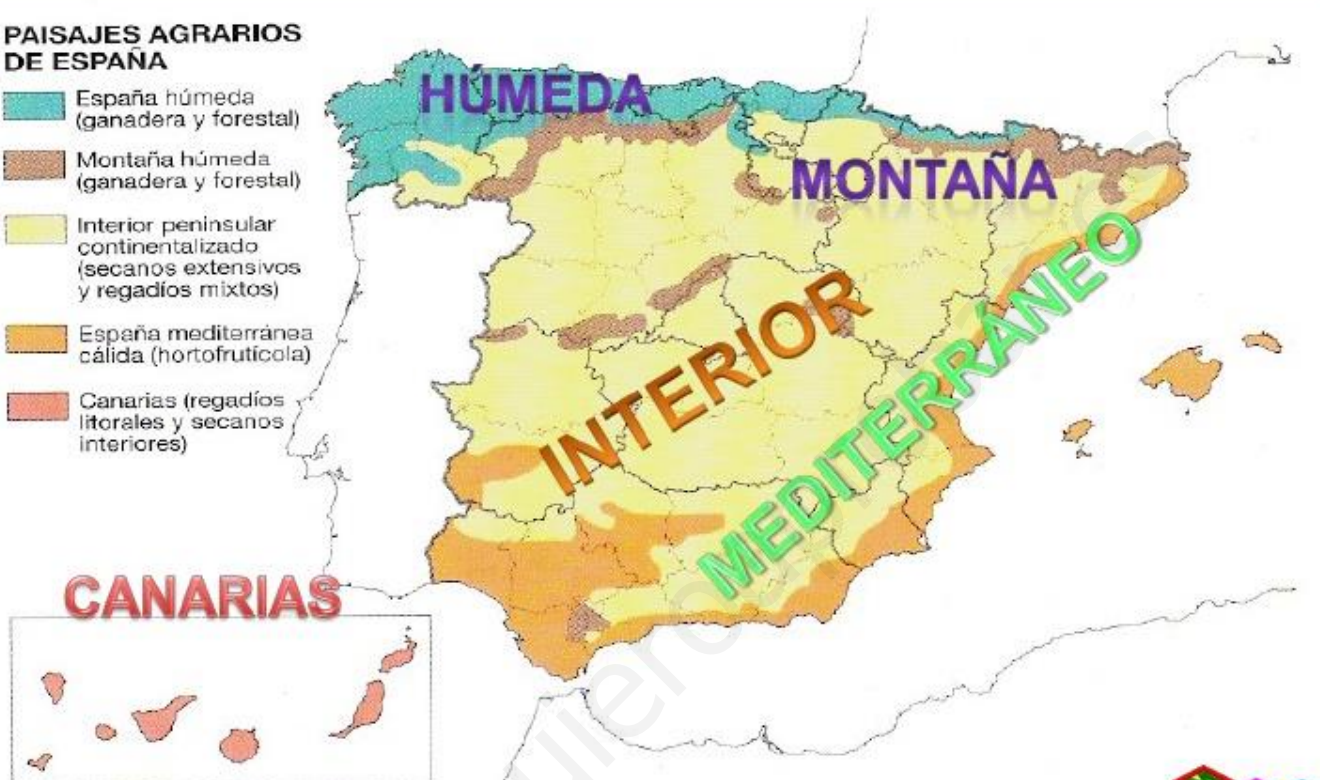 PAISAJES AGRARIOS
DE ESPAÑA
España húmeda
(ganadera y forestal)
Montaña húmeda
(ganadera y forestal)
Interior peninsular
continentalizado
(secanos extensivos
y regadíos mixtos)
España mediterránea
cálida (hortofrutícola)
Canarias (regadíos
litorales y secanos
interiores)
HÚMEDA
MONTAÑA
INTERIOR
MEDITERRÁNEO
CANARIAS